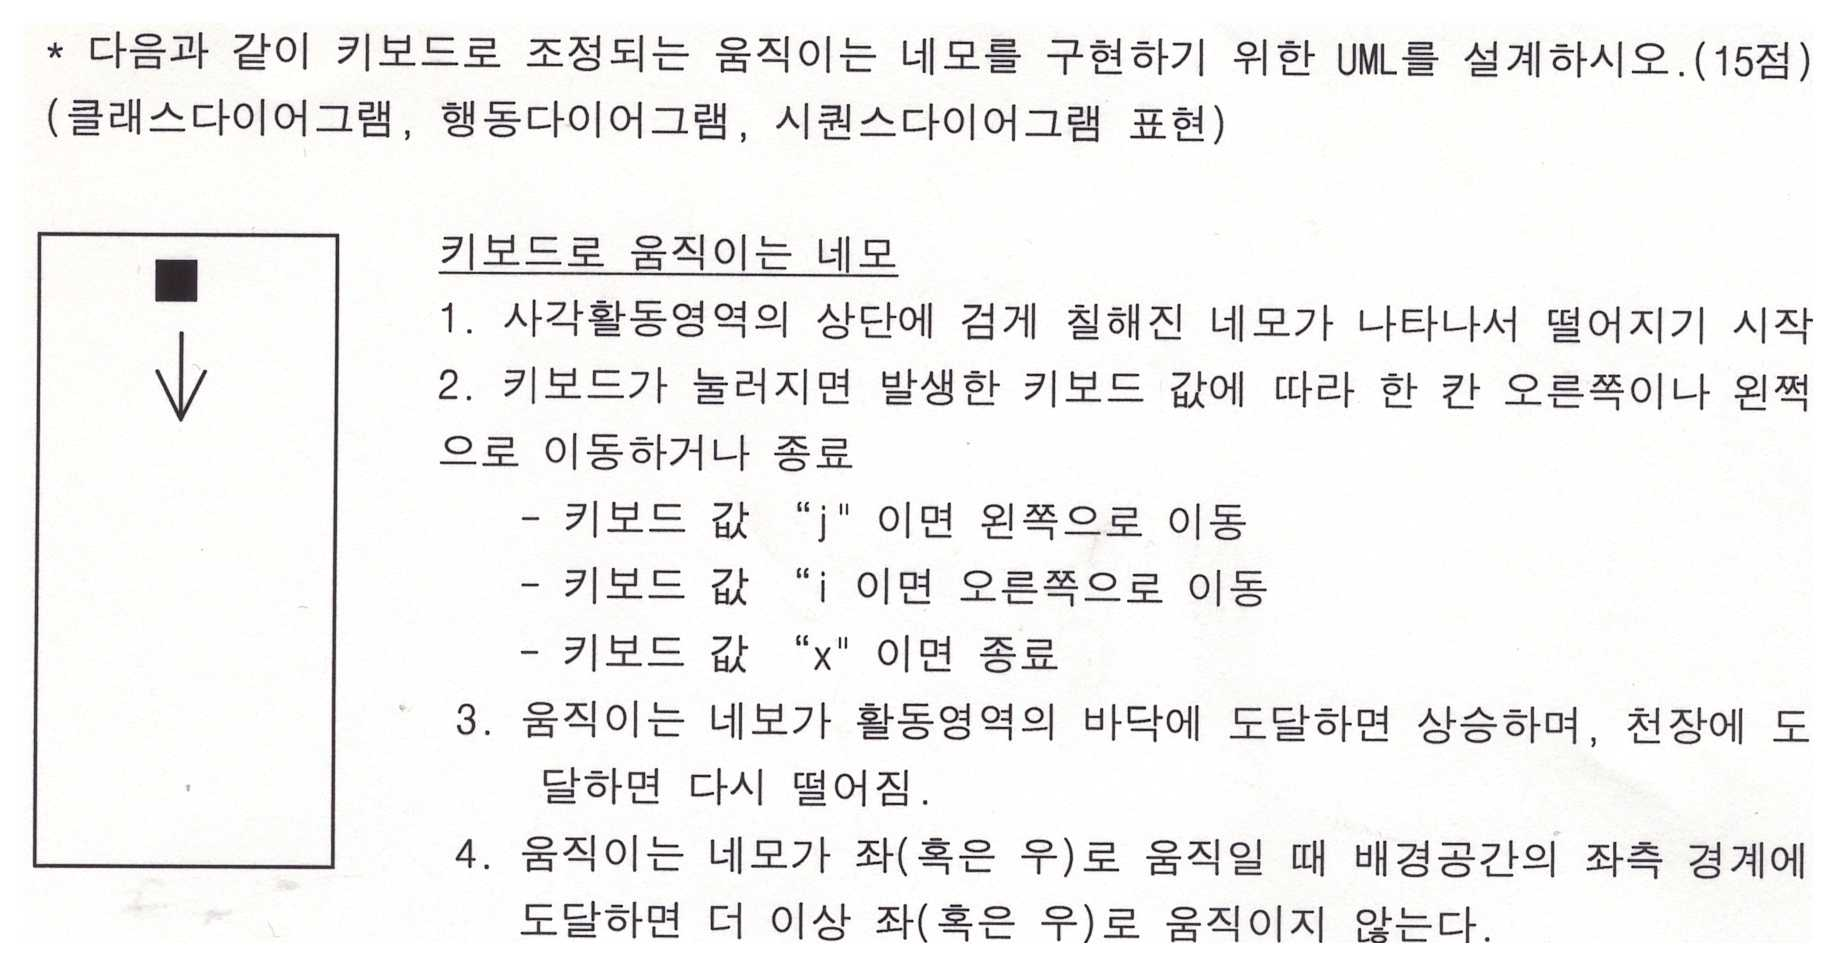 * 다음과 같이 키보드로 조정되는 움직이는 네모를 구현하기 위한 UML를 설계하시오.(15점)
(클래스다이어그램, 행동다이어그램, 시퀀스다이어그램 표현)
키보드로 움직이는 네모
1. 사각활동영역의 상단에 검게 칠해진 네모가 나타나서 떨어지기 시작
2. 키보드가 눌러지면 발생한 키보드 값에 따라 한 칸 오른쪽이나 왼쩍
으로 이동하거나 종료
- 키보드 값 “j" 이면 왼쪽으로 이동
- 키보드 값 “i 이면 오른쪽으로 이동
- 키보드 값 “x" 이면 종료
3. 움직이는 네보가 활동영역의 바닥에 도달하면 상승하며, 천장에 도
달하면 다시 떨어짐.
4. 움직이는 네모가 좌(혹은 우)로 움직일 때 배경공간의 좌측 경계에
도달하면 더 이상 좌(혹은 우)로 움직이지 않는다.